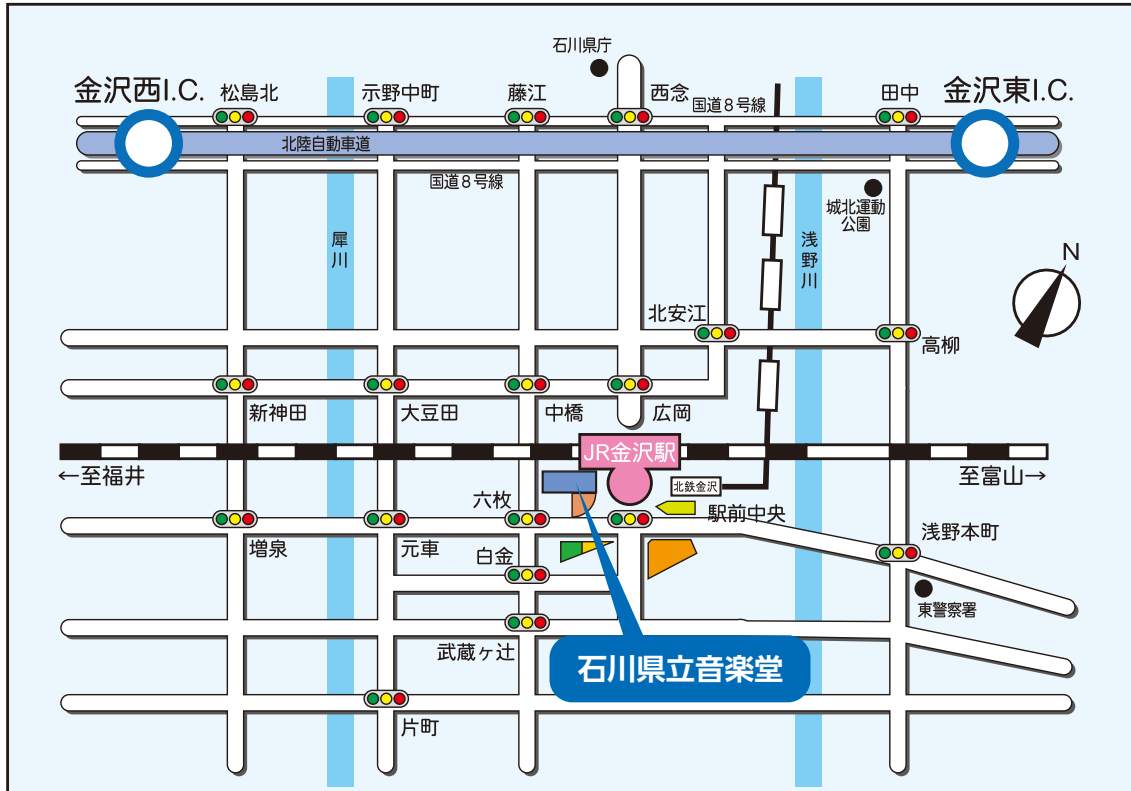 石川県庁
金沢西I.C.
松島北
示野中町
藤江
西念
国道8号線
田中
金沢東I.C.
北陸自動車道
国道8号線
城北運動
公園
犀川
浅野川
N
北安江
高柳
新神田
大豆田
中橋
広岡
JR金沢駅
←至福井
至富山→
北鉄金沢
六枚
駅前中央
浅野本町
増泉
元車
白金
東警察署
武蔵ヶ辻
石川県立音楽堂
片町